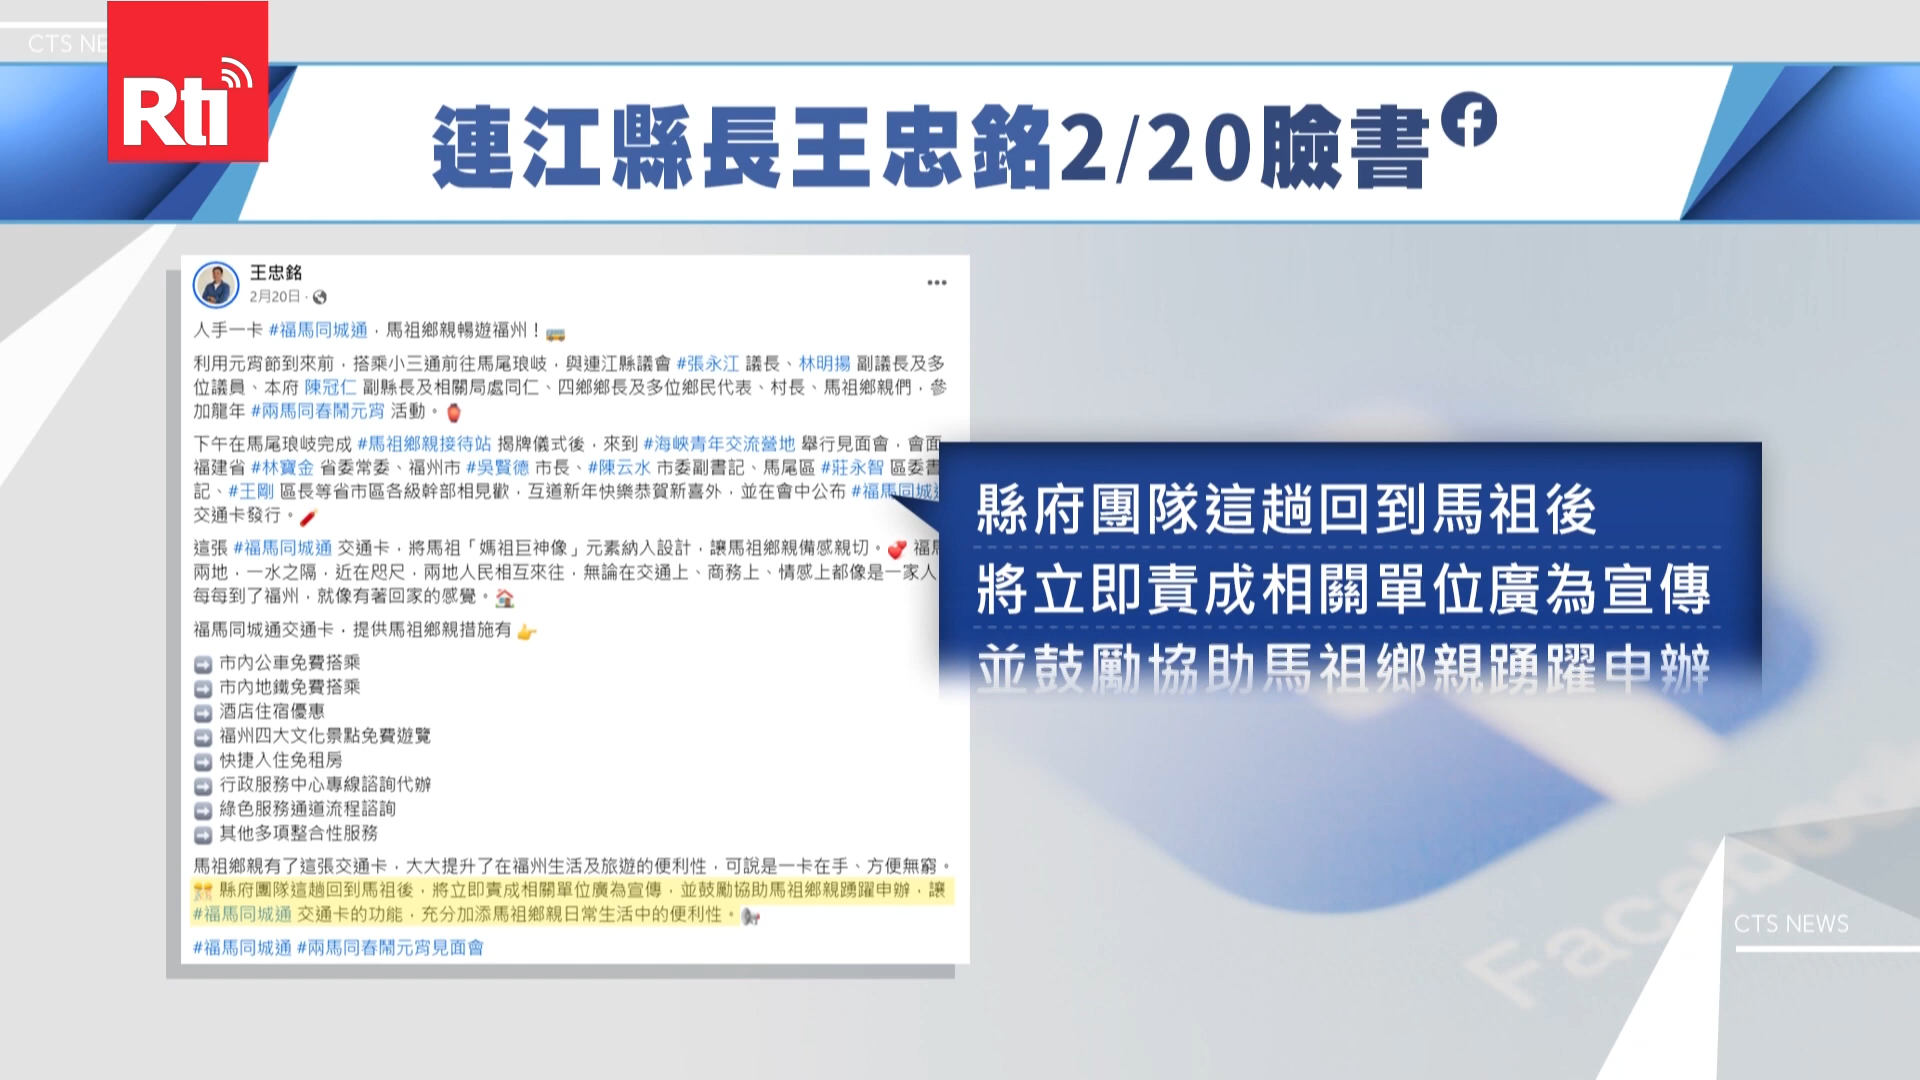 CTS NE
Rti
連江縣長王忠銘2/20臉書
王忠銘
2月20日 ·
人手一卡 #福馬同城通，馬祖鄉親暢遊福州！
利用元宵節到來前，搭乘小三通前往馬尾琅岐，與連江縣議會 #張永江 議長、林明揚 副議長及多
位議員、本府 陳冠仁 副縣長及相關局處同仁、四鄉鄉長及多位鄉民代表、村長、馬祖鄉親們，參
加龍年 #兩馬同春鬧元宵 活動。
下午在馬尾琅岐完成 #馬祖鄉親接待站 揭牌儀式後，來到 #海峽青年交流營地 舉行見面會，會面
福建省 #林寶金 省委常委、福州市 #吳賢德 市長、#陳云水 市委副書記、馬尾區 #莊永智 區委書
記、#王剛 區長等省市區各級幹部相見歡，互道新年快樂恭賀新喜外，並在會中公布 #福馬同城通
交通卡發行。
這張 #福馬同城通 交通卡，將馬祖「媽祖巨神像」元素納入設計，讓馬祖鄉親備感親切。 福馬
兩地，一水之隔，近在咫尺，兩地人民相互來往，無論在交通上、商務上、情感上都像是一家人
每每到了福州，就像有著回家的感覺。
福馬同城通交通卡，提供馬祖鄉親措施有
市內公車免費搭乘
市內地鐵免費搭乘
酒店住宿優惠
福州四大文化景點免費遊覽
快捷入住免租房
行政服務中心專線諮詢代辦
綠色服務通道流程諮詢
其他多項整合性服務
馬祖鄉親有了這張交通卡，大大提升了在福州生活及旅遊的便利性，可說是一卡在手、方便無窮。
縣府團隊這趟回到馬祖後，將立即責成相關單位廣為宣傳，並鼓勵協助馬祖鄉親踴躍申辦，讓
#福馬同城通 交通卡的功能，充分加添馬祖鄉親日常生活中的便利性。
#福馬同城通 #兩馬同春鬧元宵見面會
縣府團隊這趟回到馬祖後
將立即責成相關單位廣為宣傳
並鼓勵協助馬祖鄉親踴躍申辦
Facebook
CTS NEWS